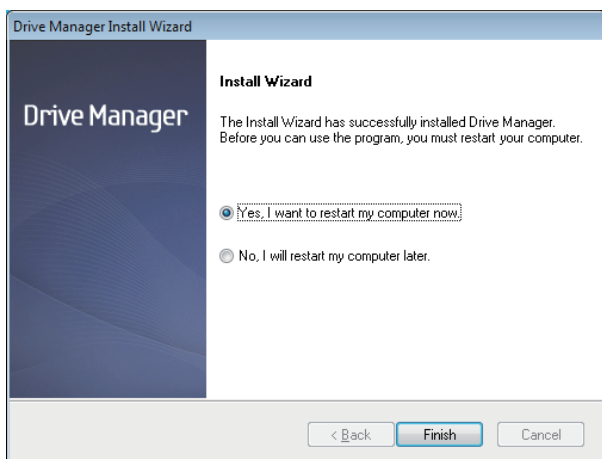 Drive Manager Install Wizard
Drive Manager
Install Wizard
The Install Wizard has successfully installed Drive Manager.
Before you can use the program, you must restart your computer.
Yes, I want to restart my computer now.
No, I will restart my computer later.
< Back Finish Cancel